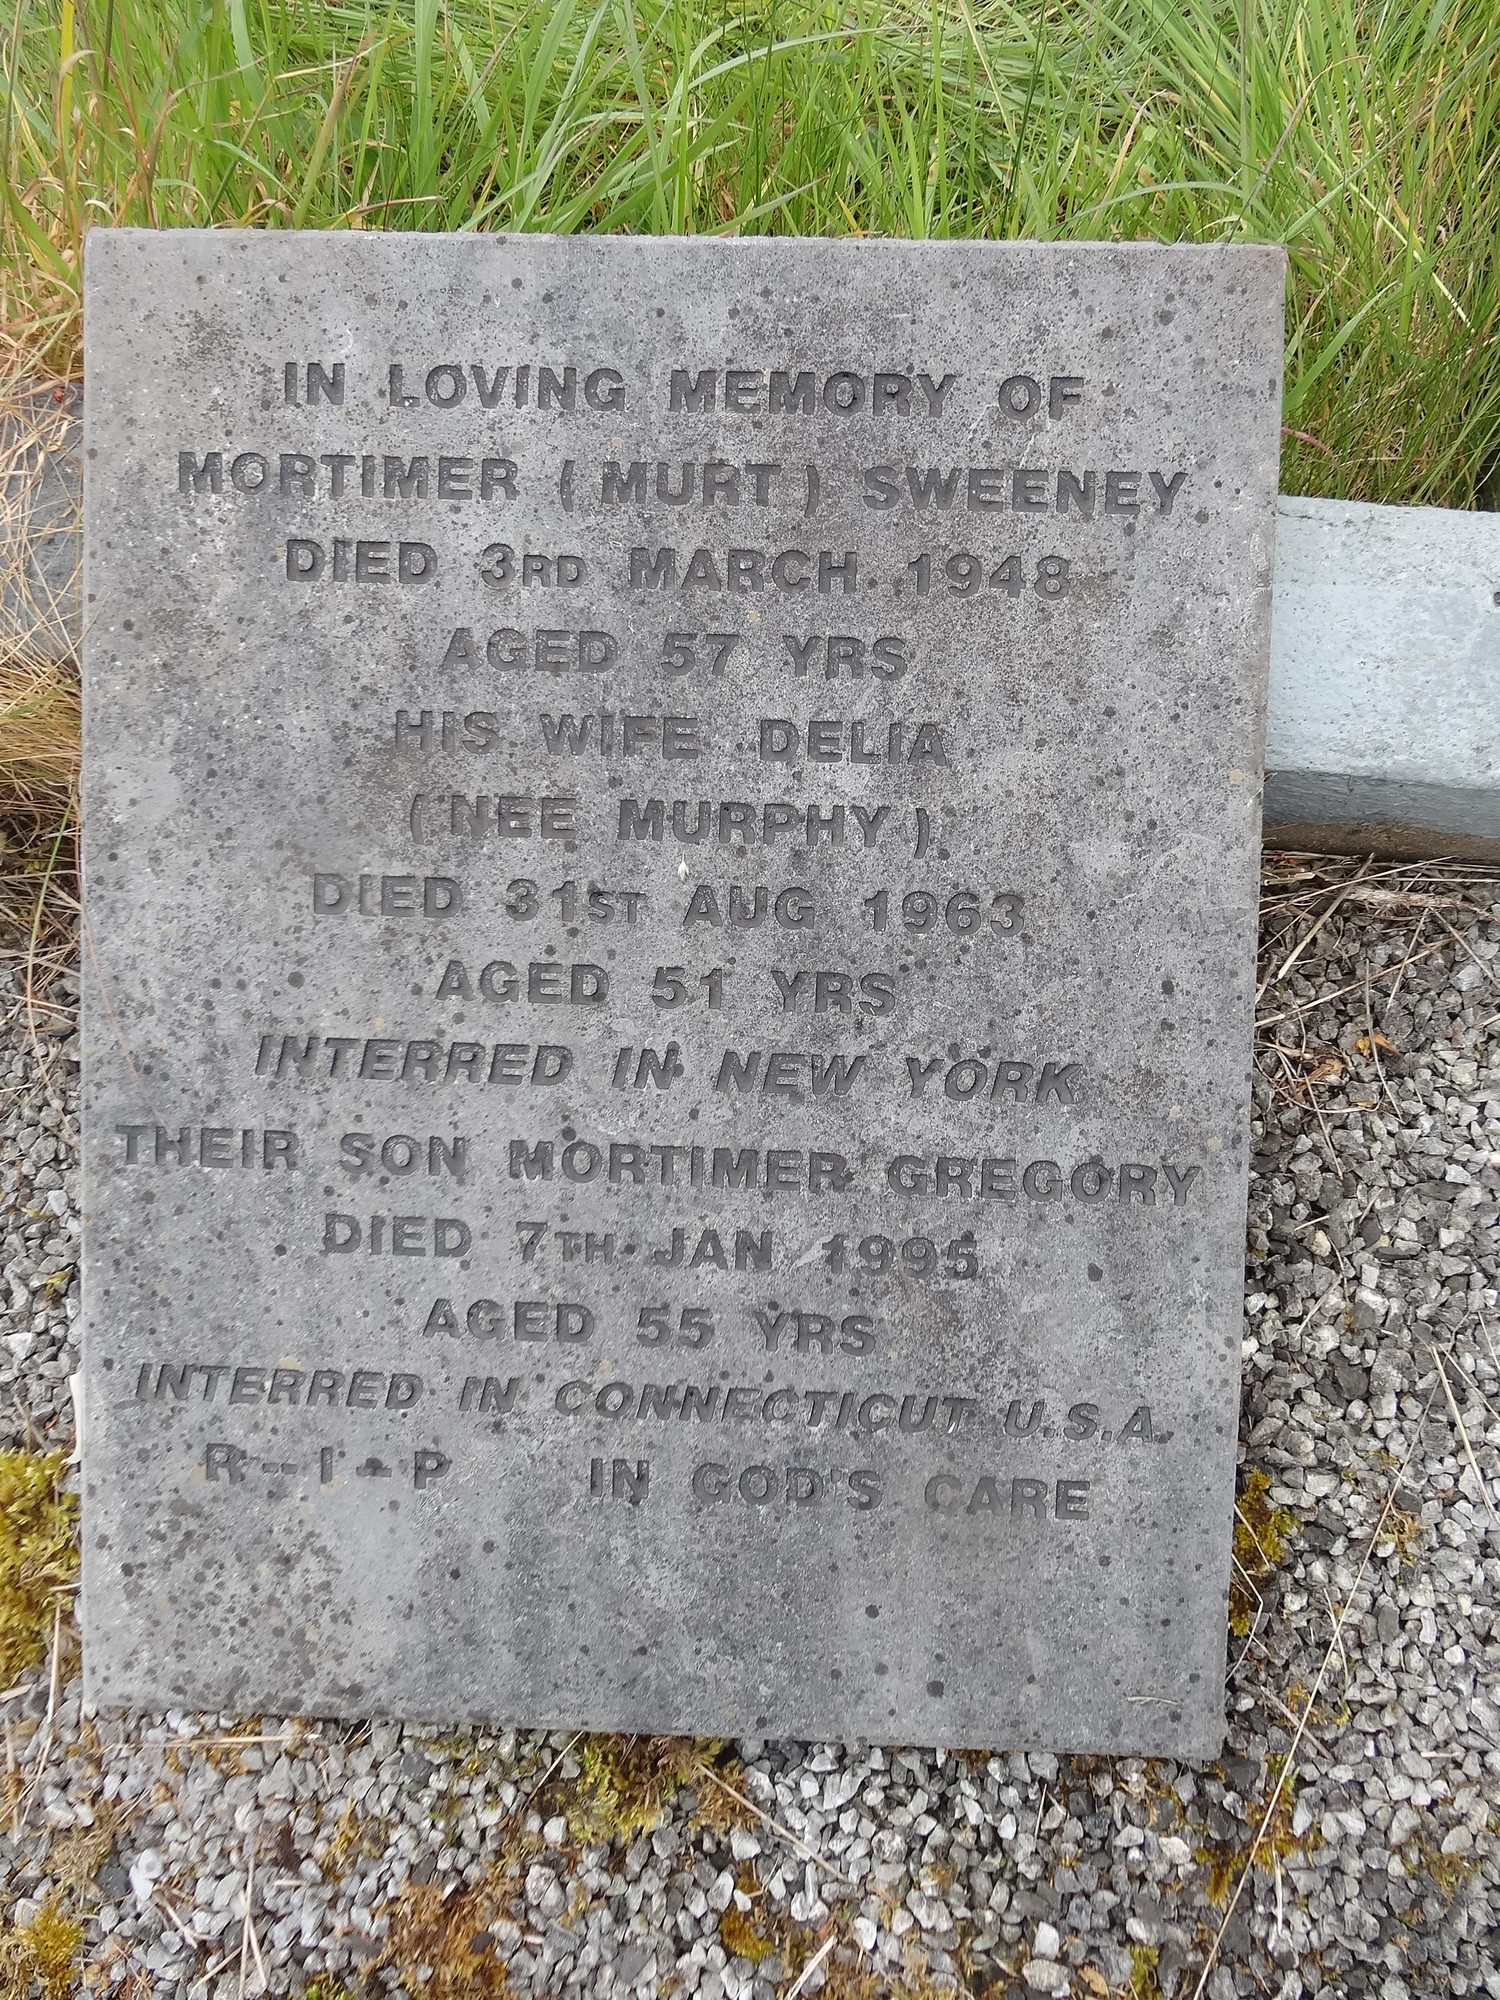 IN LOVING MEMORY OF
MORTIMER (MURT) SWEENEY
DIED 3RD MARCH 1948
AGED 57 YRS
HIS WIFE DELIA
(NEE MURPHY)
DIED 31ST AUG 1963
AGED 51 YRS
INTERRED IN NEW YORK
THEIR SON MORTIMER GREGORY
DIED 7TH JAN 1995
AGED 55 YRS
INTERRED IN CONNECTICUT U.S.A.
R-I-P IN GOD'S CARE